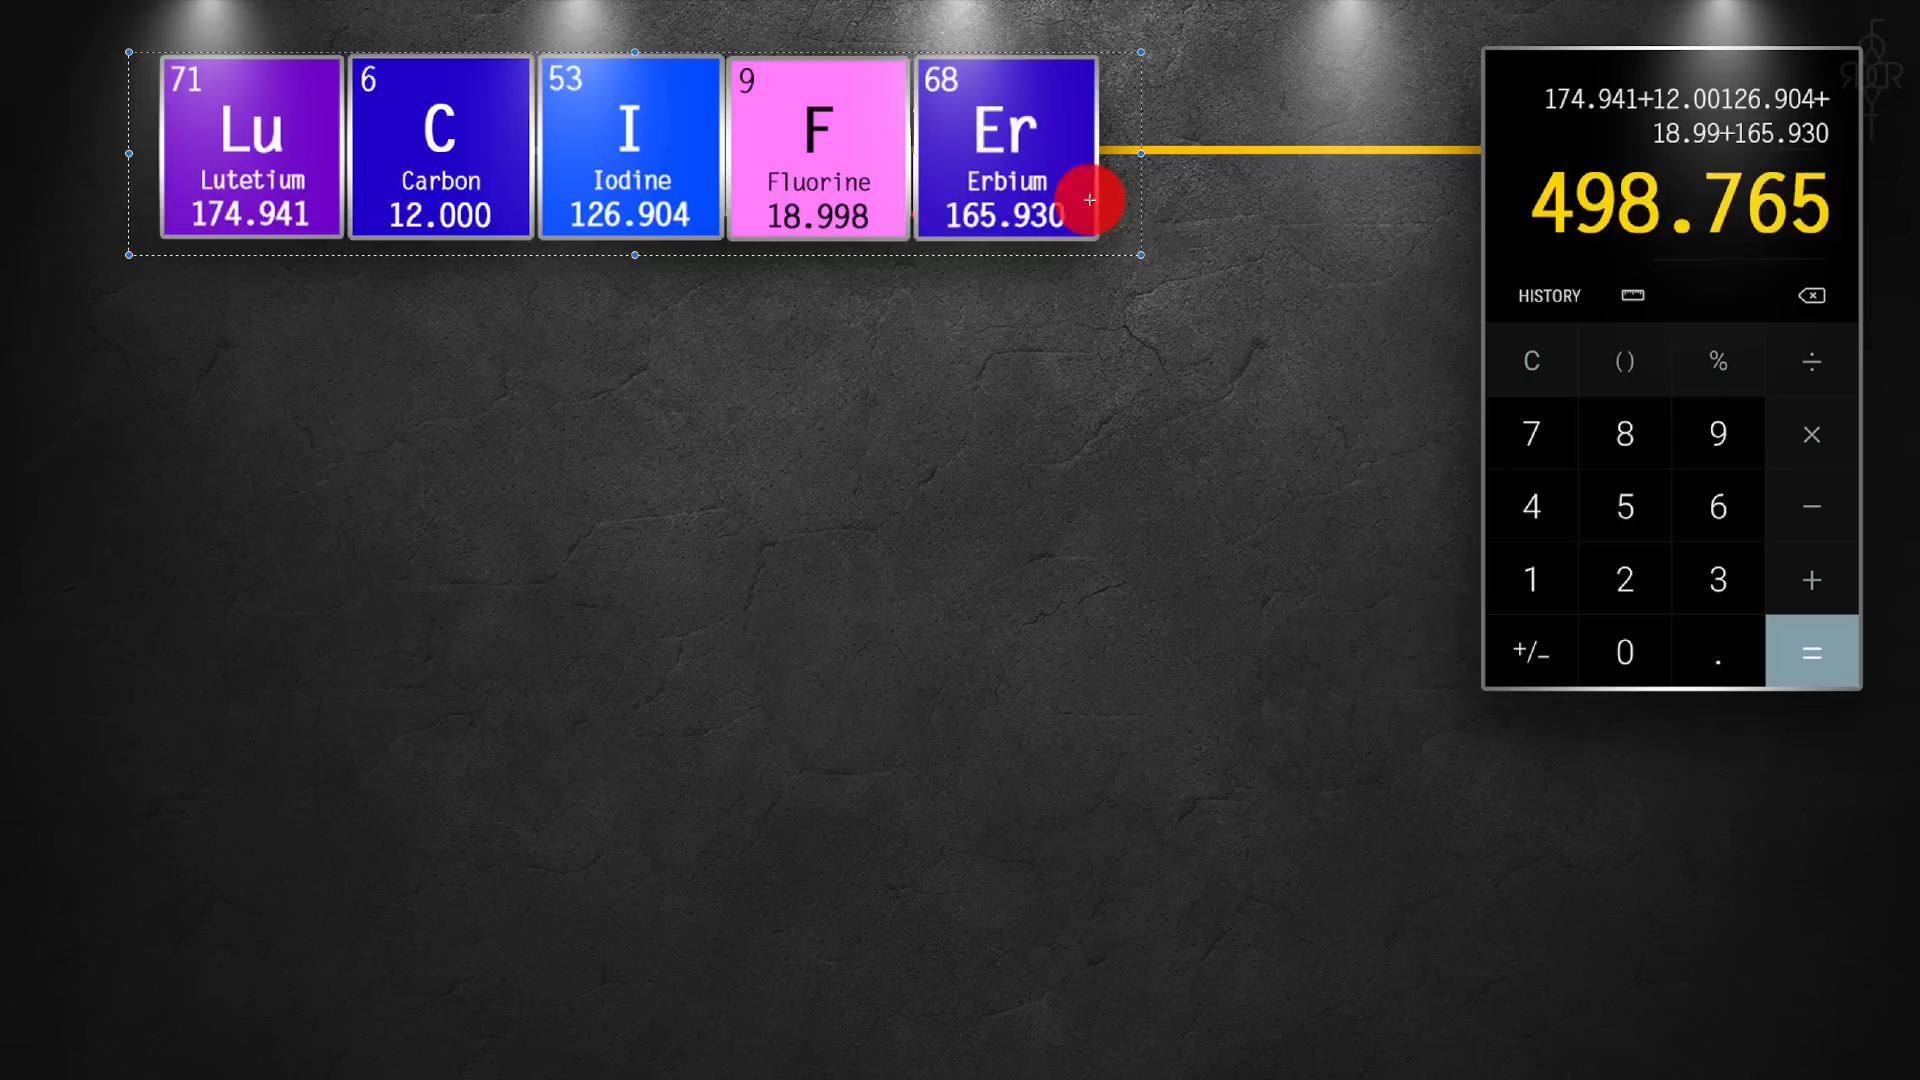 71
Lu
Lutetium
174.941
6
C
Carbon
12.000
53
I
Iodine
126.904
9
F
Fluorine
18.998
68
Er
Erbium
165.930
174.941+12.00126.904+
18.99+165.930
498.765
HISTORY
C () % ÷
7 8 9 ×
4 5 6 −
1 2 3 +
+/− 0 . =